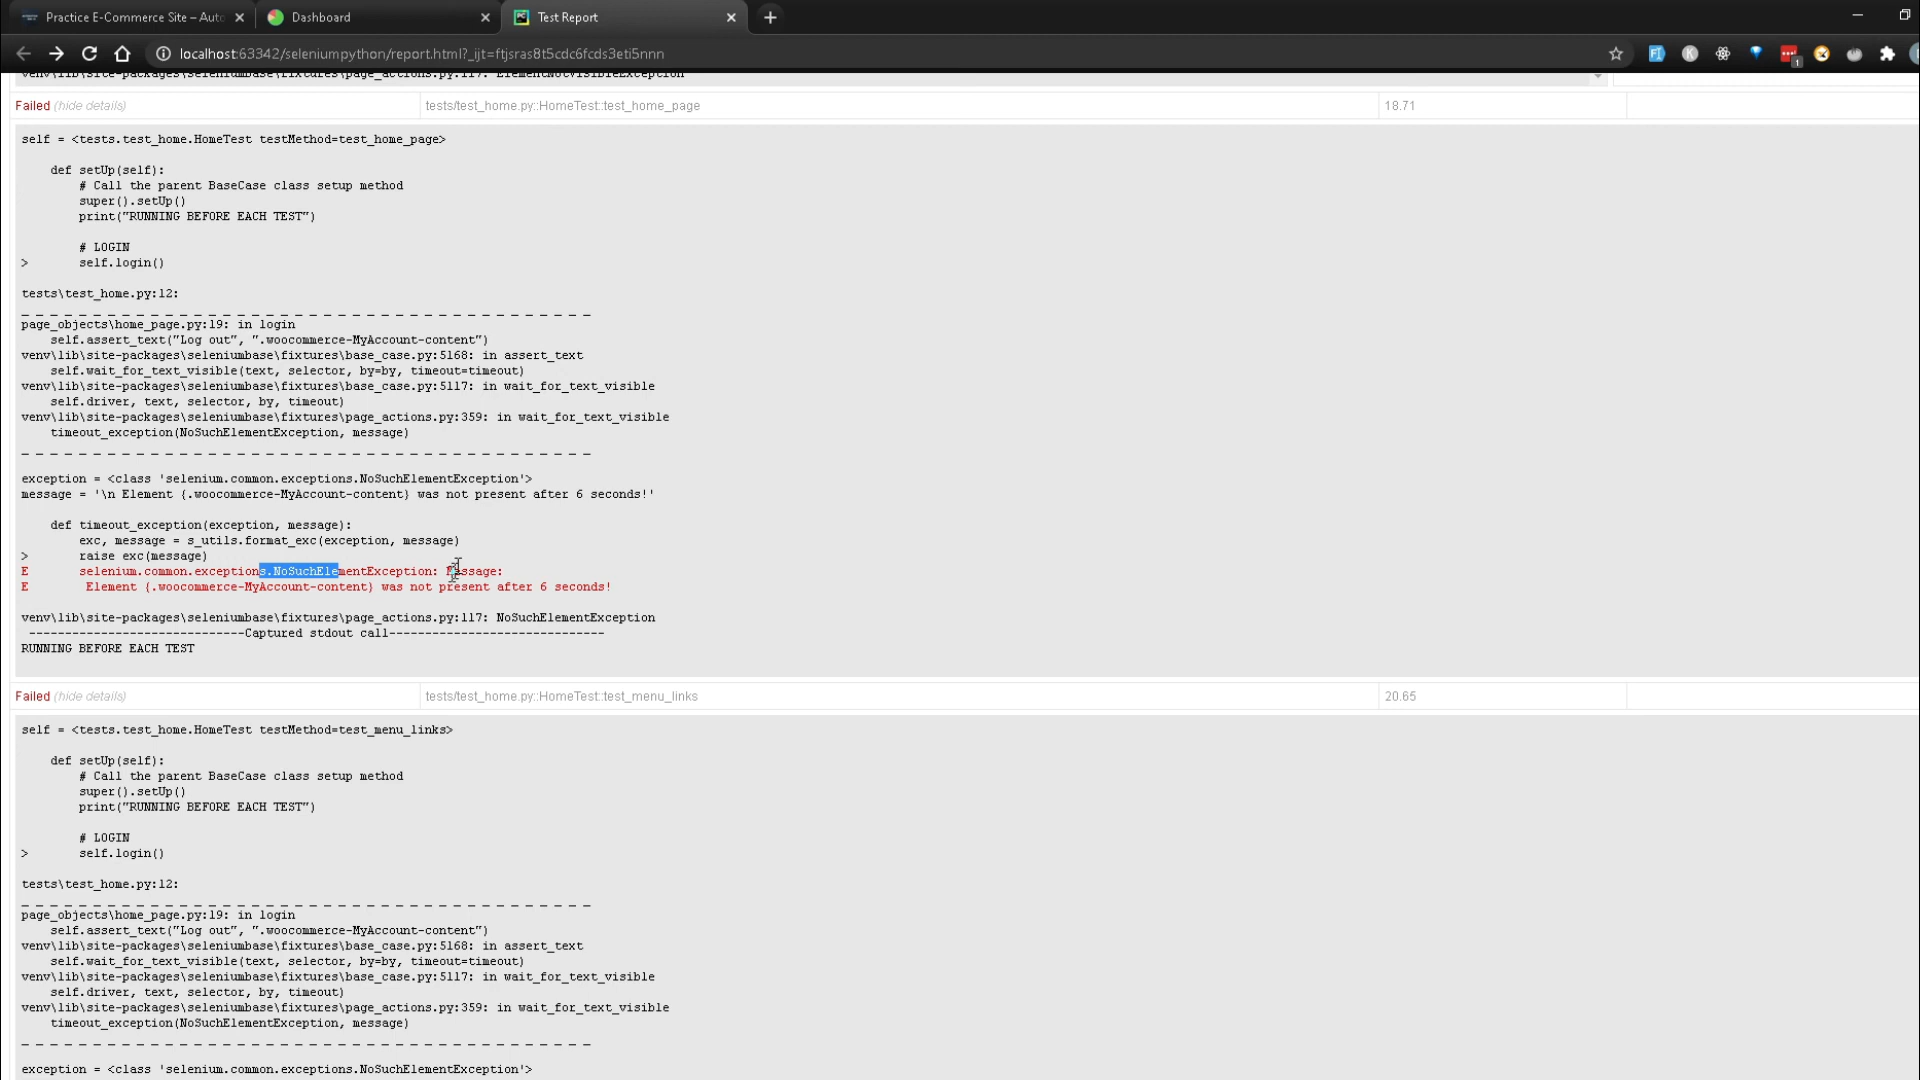 Practice E-Commerce Site – Auto
Dashboard
Test Report
localhost:63342/seleniumpython/report.html?_ijt=ftjsras8t5cdc6fcds3eti5nnn
venv\lib\site-packages\seleniumbase\fixtures\page_actions.py:117: ElementNotVisibleException
Failed (hide details) tests/test_home.py::HomeTest::test_home_page 18.71
self = <tests.test_home.HomeTest testMethod=test_home_page>
def setUp(self):
# Call the parent BaseCase class setup method
super().setUp()
print("RUNNING BEFORE EACH TEST")
# LOGIN
> self.login()
tests\test_home.py:12:
_ _ _ _ _ _ _ _ _ _ _ _ _ _ _ _ _ _ _ _ _ _ _ _ _ _ _ _ _ _ _ _ _ _ _ _ _ _ _ _
page_objects\home_page.py:19: in login
self.assert_text("Log out", ".woocommerce-MyAccount-content")
venv\lib\site-packages\seleniumbase\fixtures\base_case.py:5168: in assert_text
self.wait_for_text_visible(text, selector, by=by, timeout=timeout)
venv\lib\site-packages\seleniumbase\fixtures\base_case.py:5117: in wait_for_text_visible
self.driver, text, selector, by, timeout)
venv\lib\site-packages\seleniumbase\fixtures\page_actions.py:359: in wait_for_text_visible
timeout_exception(NoSuchElementException, message)
_ _ _ _ _ _ _ _ _ _ _ _ _ _ _ _ _ _ _ _ _ _ _ _ _ _ _ _ _ _ _ _ _ _ _ _ _ _ _ _
exception = <class 'selenium.common.exceptions.NoSuchElementException'>
message = '\n Element {.woocommerce-MyAccount-content} was not present after 6 seconds!'
def timeout_exception(exception, message):
exc, message = s_utils.format_exc(exception, message)
> raise exc(message)
E selenium.common.exceptions.NoSuchElementException: Message:
E Element {.woocommerce-MyAccount-content} was not present after 6 seconds!
venv\lib\site-packages\seleniumbase\fixtures\page_actions.py:117: NoSuchElementException
------------------------------Captured stdout call------------------------------
RUNNING BEFORE EACH TEST
Failed (hide details) tests/test_home.py::HomeTest::test_menu_links 20.65
self = <tests.test_home.HomeTest testMethod=test_menu_links>
def setUp(self):
# Call the parent BaseCase class setup method
super().setUp()
print("RUNNING BEFORE EACH TEST")
# LOGIN
> self.login()
tests\test_home.py:12:
_ _ _ _ _ _ _ _ _ _ _ _ _ _ _ _ _ _ _ _ _ _ _ _ _ _ _ _ _ _ _ _ _ _ _ _ _ _ _ _
page_objects\home_page.py:19: in login
self.assert_text("Log out", ".woocommerce-MyAccount-content")
venv\lib\site-packages\seleniumbase\fixtures\base_case.py:5168: in assert_text
self.wait_for_text_visible(text, selector, by=by, timeout=timeout)
venv\lib\site-packages\seleniumbase\fixtures\base_case.py:5117: in wait_for_text_visible
self.driver, text, selector, by, timeout)
venv\lib\site-packages\seleniumbase\fixtures\page_actions.py:359: in wait_for_text_visible
timeout_exception(NoSuchElementException, message)
_ _ _ _ _ _ _ _ _ _ _ _ _ _ _ _ _ _ _ _ _ _ _ _ _ _ _ _ _ _ _ _ _ _ _ _ _ _ _ _
exception = <class 'selenium.common.exceptions.NoSuchElementException'>